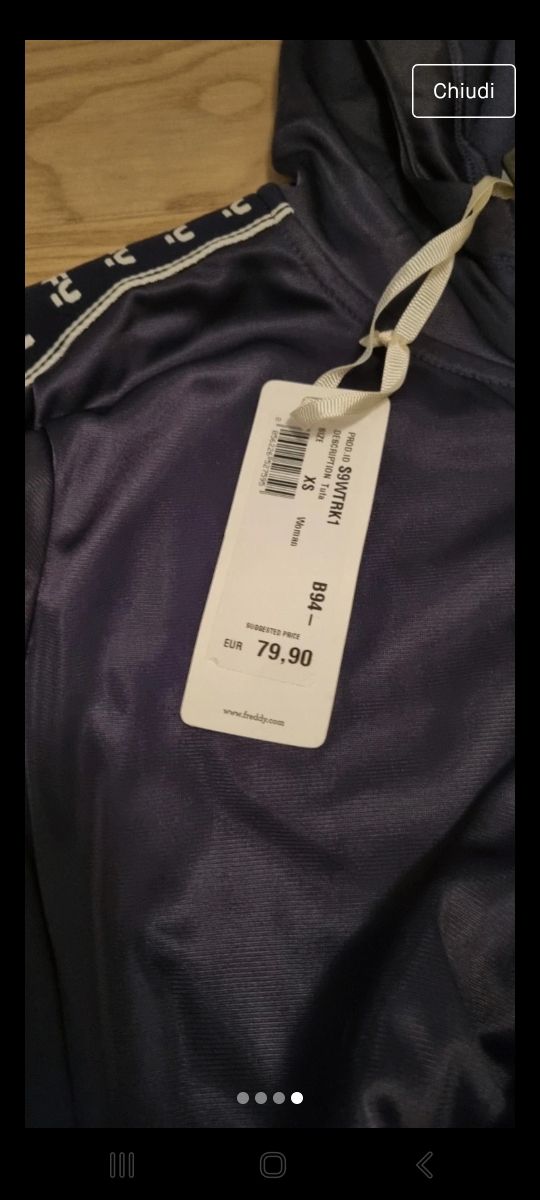 Chiudi
PROD.ID S9WTRK1
DESCRIPTION Tuta
SIZE XS Woman
B94–
SUGGESTED PRICE
EUR 79,90
www.freddy.com